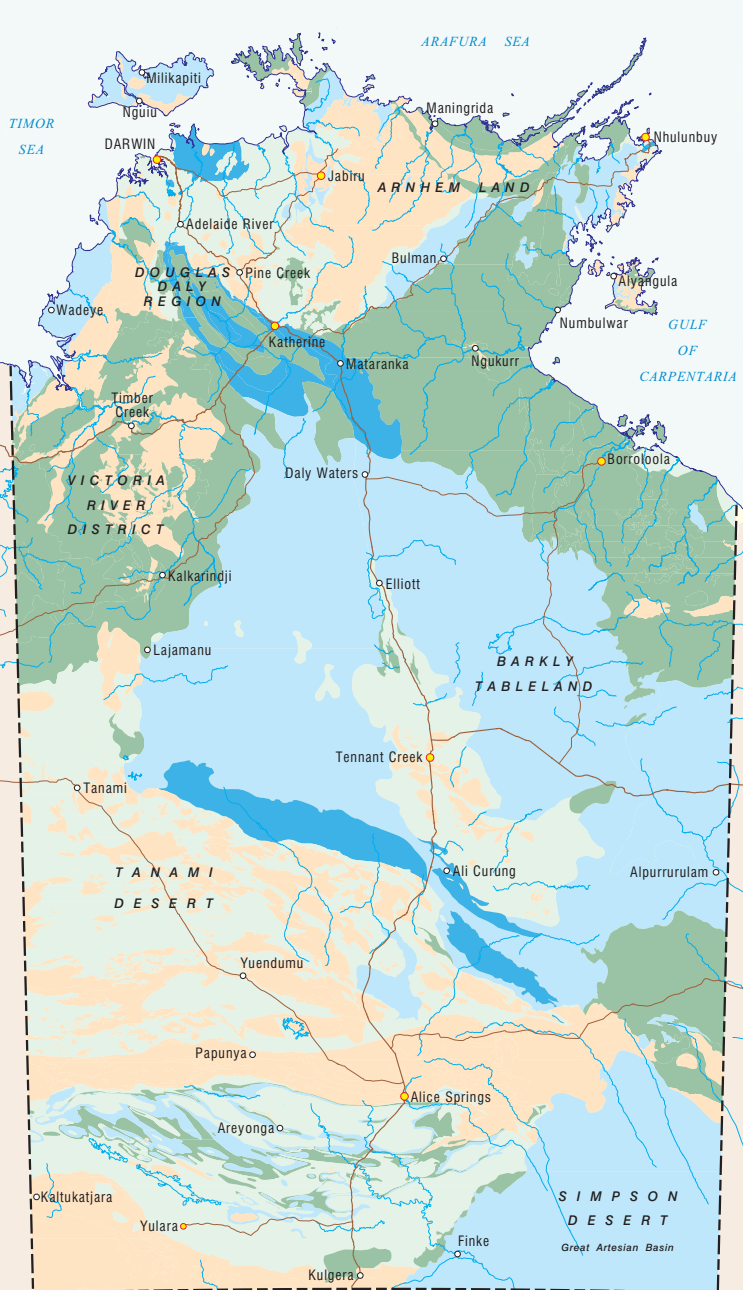 ARAFURA SEA
Milikapiti
Nguiu
Maningrida
TIMOR
SEA
DARWIN
Nhulunbuy
Jabiru
ARNHEM LAND
Adelaide River
Bulman
DOUGLAS
DALY
REGION
Pine Creek
Alyangula
Wadeye
Numbulwar
GULF
OF
CARPENTARIA
Katherine
Mataranka
Ngukurr
Timber
Creek
Borroloola
Daly Waters
VICTORIA
RIVER
DISTRICT
Kalkarindji
Elliott
Lajamanu
BARKLY
TABLELAND
Tennant Creek
Tanami
TANAMI
DESERT
Ali Curung
Alpurrurulam
Yuendumu
Papunya
Alice Springs
Areyonga
Kaltukatjara
SIMPSON
DESERT
Great Artesian Basin
Yulara
Finke
Kulgera